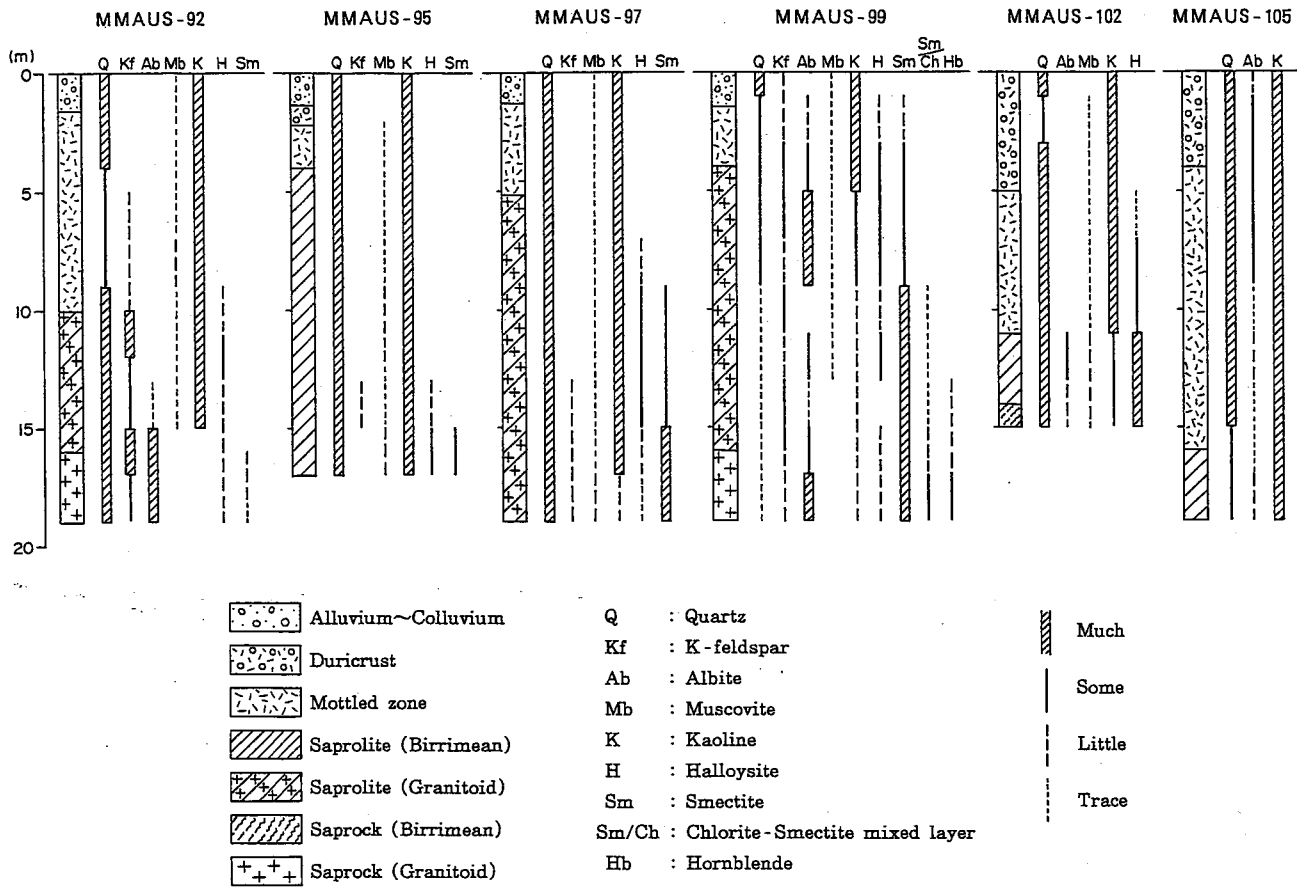 MMAUS-92 MMAUS-95 MMAUS-97 MMAUS-99 MMAUS-102 MMAUS-105
(m) Q Kf Ab Mb K H Sm Q Kf Mb K H Sm Q Kf Mb K H Sm Q Kf Ab Mb K H Sm Sm/Ch Hb Q Ab Mb K H Q Ab K
0
5
10
15
20
Alluvium~Colluvium
Duricrust
Mottled zone
Saprolite (Birrimean)
Saprolite (Granitoid)
Saprock (Birrimean)
Saprock (Granitoid)
Q : Quartz
Kf : K-feldspar
Ab : Albite
Mb : Muscovite
K : Kaoline
H : Halloysite
Sm : Smectite
Sm/Ch : Chlorite-Smectite mixed layer
Hb : Hornblende
Much
Some
Little
Trace